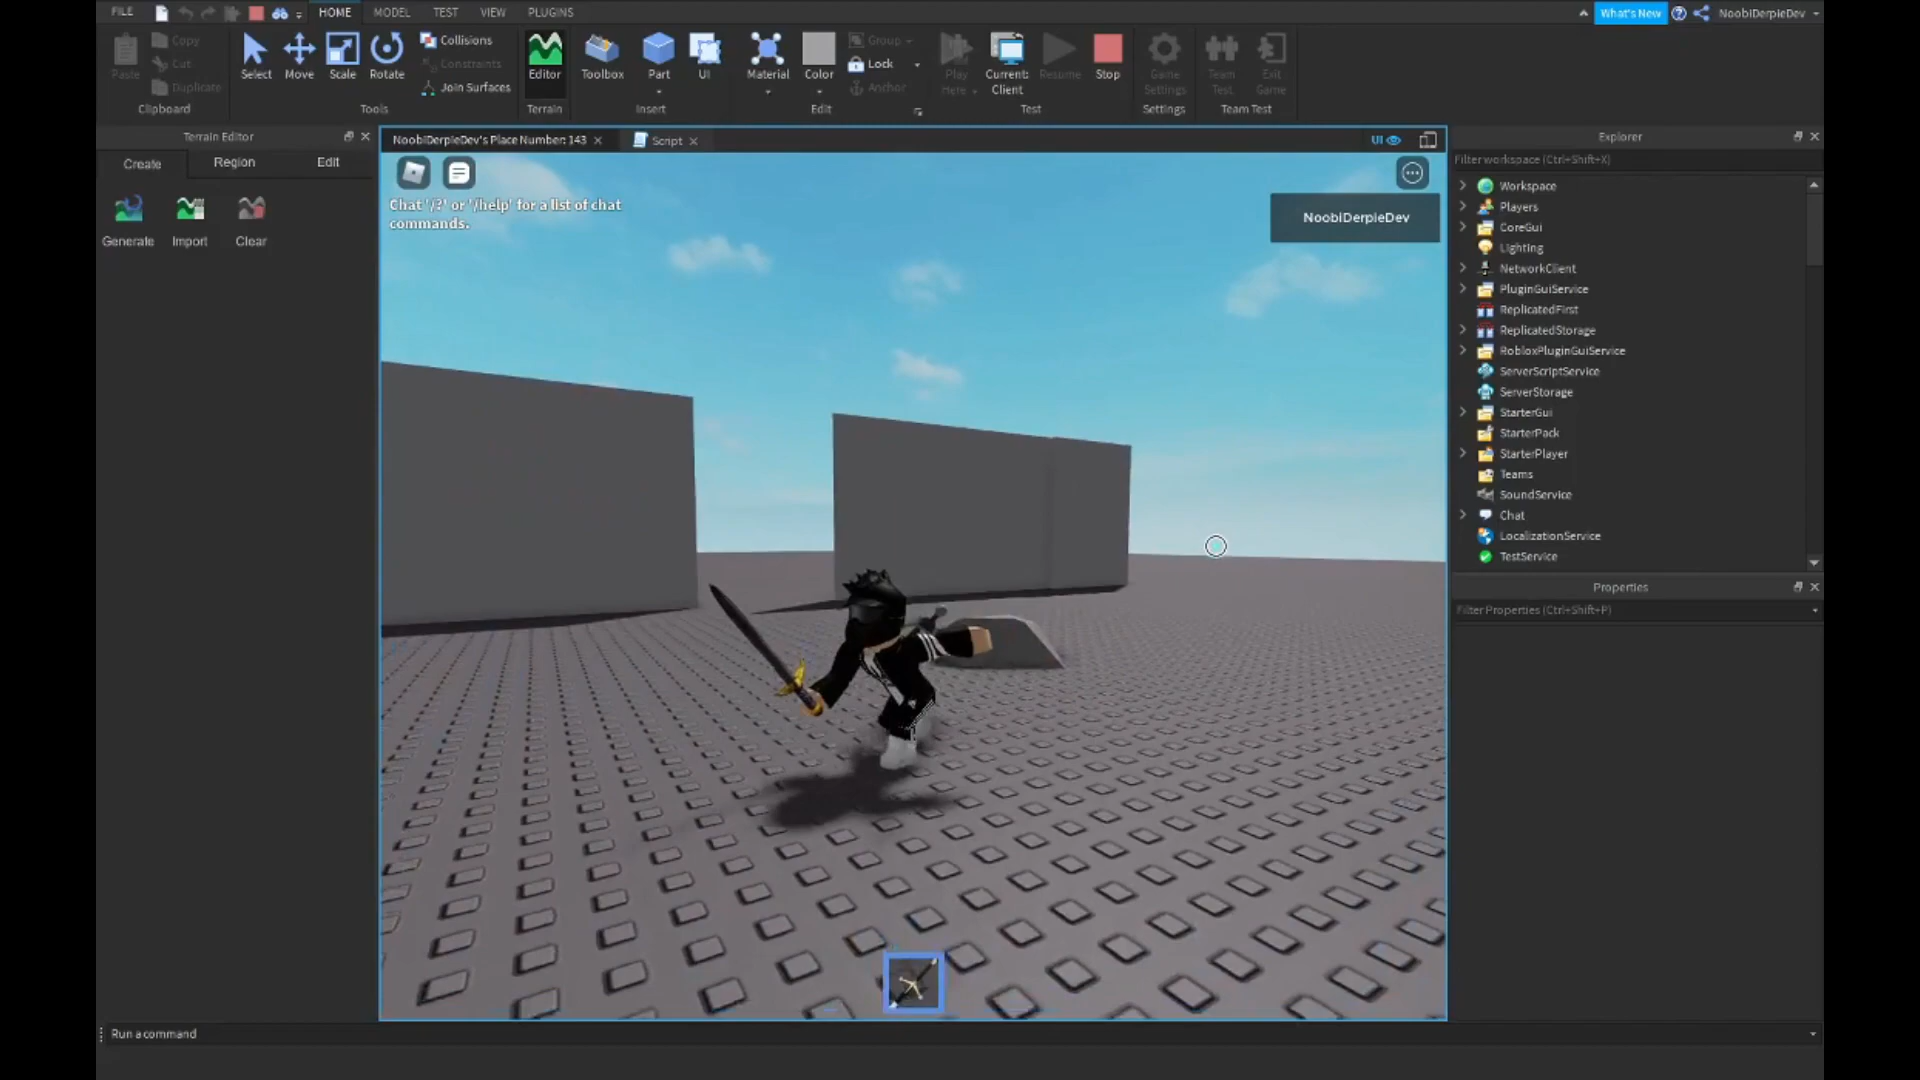 FILE HOME MODEL TEST VIEW PLUGINS What's New NoobiDerpieDev
Paste Copy Cut Duplicate
Select Move Scale Rotate
Collisions
Constraints
Join Surfaces
Editor Toolbox Part UI
Material Color
Group
Lock
Anchor
Play Here Current: Client Resume Stop
Game Settings Team Test Exit Game
Clipboard Tools Terrain Insert Edit Test Settings Team Test
Terrain Editor
Create Region Edit
Generate Import Clear
NoobiDerpieDev's Place Number: 143 Script UI
Chat '/?' or '/help' for a list of chat
commands.
NoobiDerpieDev
Explorer
Filter workspace (Ctrl+Shift+X)
Workspace
Players
CoreGui
Lighting
NetworkClient
PluginGuiService
ReplicatedFirst
ReplicatedStorage
RobloxPluginGuiService
ServerScriptService
ServerStorage
StarterGui
StarterPack
StarterPlayer
Teams
SoundService
Chat
LocalizationService
TestService
Properties
Filter Properties (Ctrl+Shift+P)
Run a command